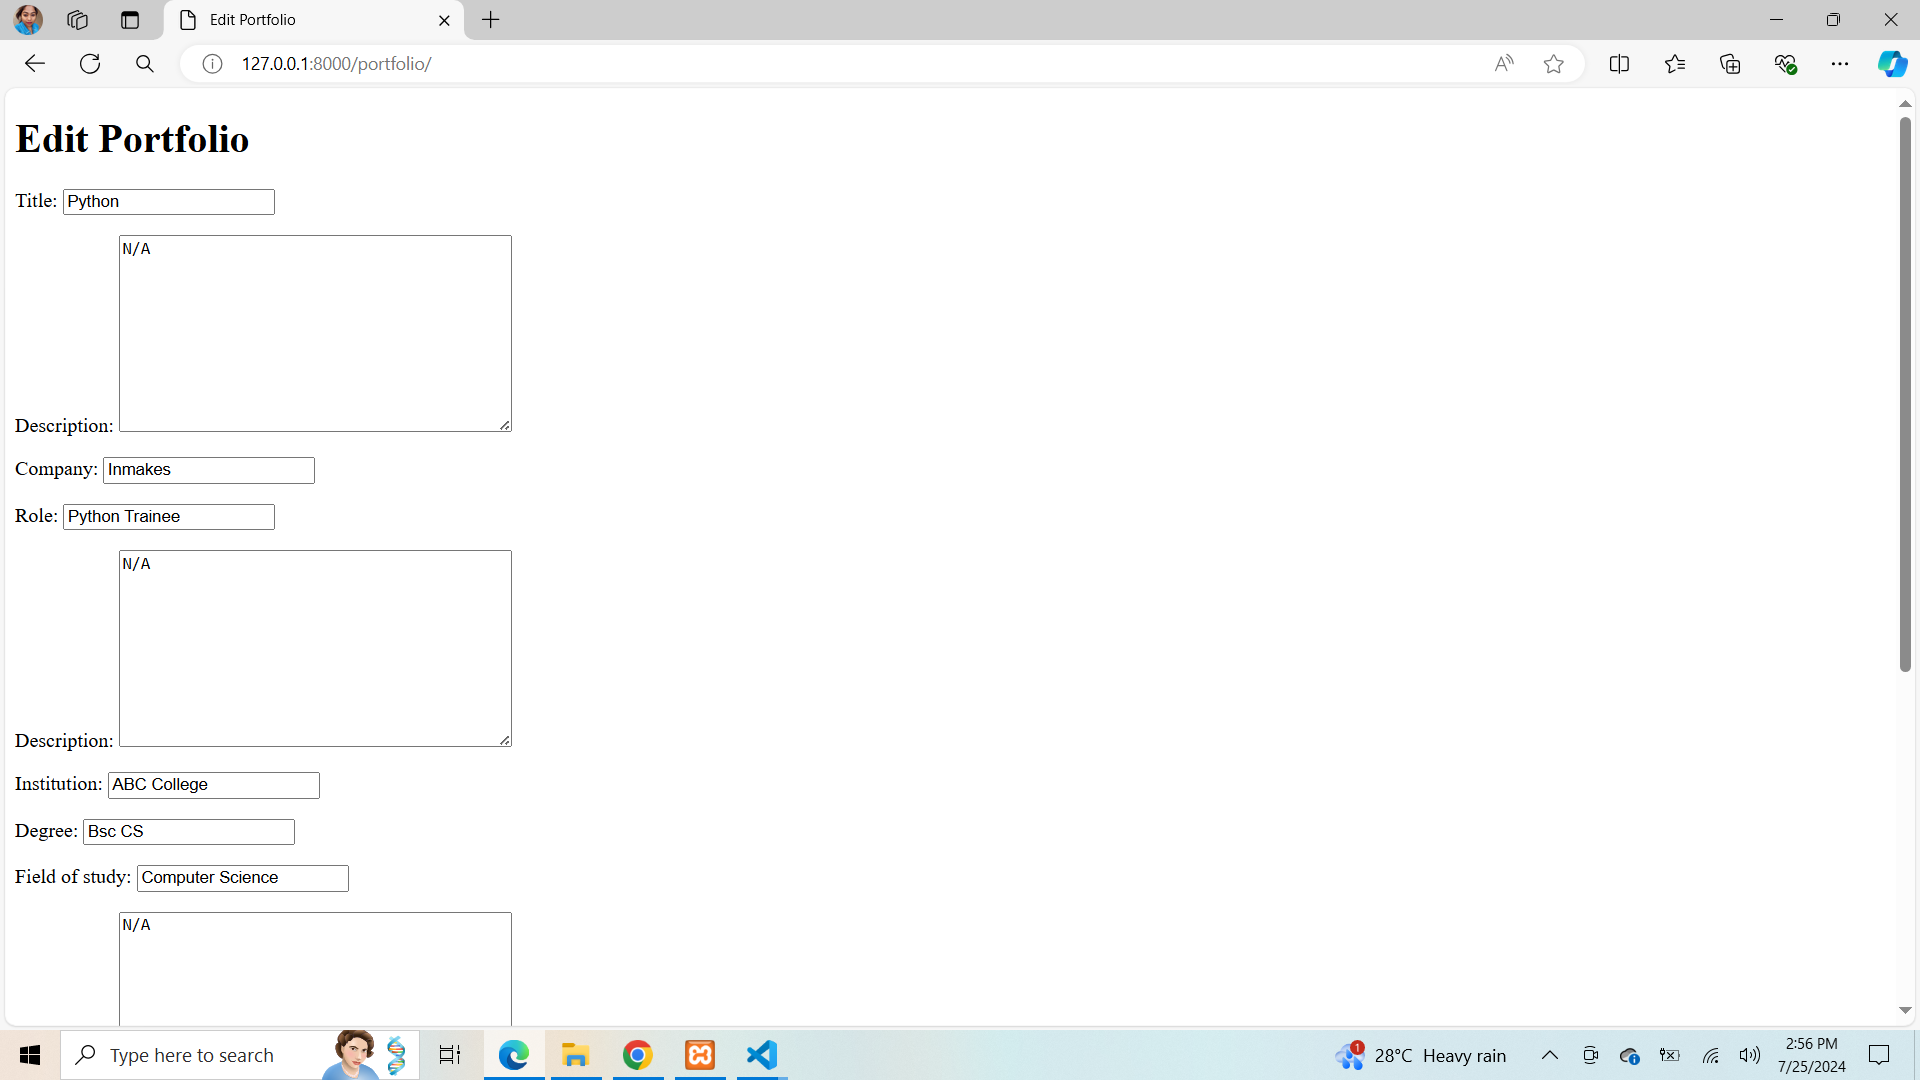 Edit Portfolio
127.0.0.1:8000/portfolio/
Edit Portfolio
Title: Python
N/A
Description:
Company: Inmakes
Role: Python Trainee
N/A
Description:
Institution: ABC College
Degree: Bsc CS
Field of study: Computer Science
N/A
Type here to search
1
28°C Heavy rain
2:56 PM
7/25/2024